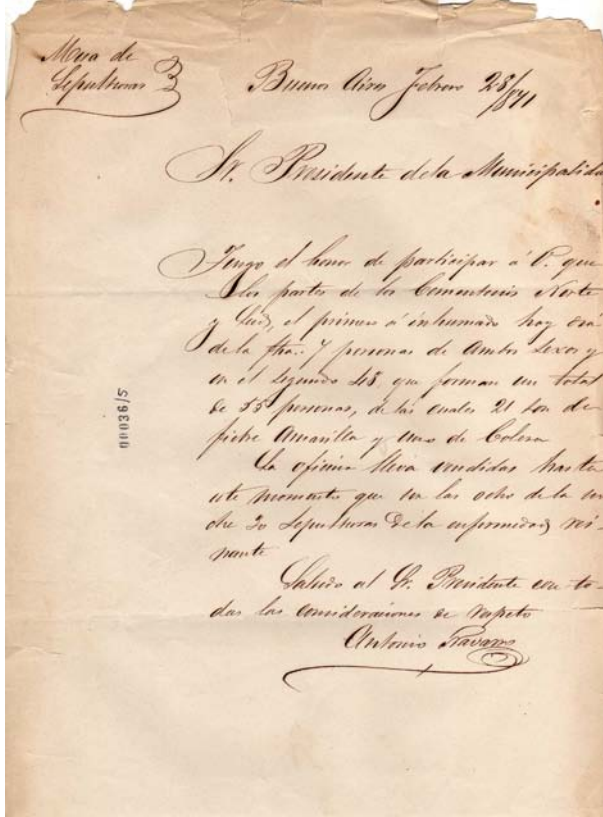 Mesa de
Sepulturas
Buenos Aires Febrero 28/871
Sr. Presidente de la Municipalida
Tengo el honor de participar á V. que
los partes de los Cementerios Norte
y Sud, el primero á inhumado hoy dia
de la fha. 7 personas de Ambos Sexos y
en el Segundo 48, que forman un total
de 55 personas, de las cuales 21 son de
fiebre Amarilla y uno de Colera
La oficina lleva vendidas hasta
este momento que son las ocho de la no
che 30 Sepulturas de la enfermedad rei-
nante
Saludo al Sr. Presidente con to-
das las consideraciones de respeto
Antonio
00036/5